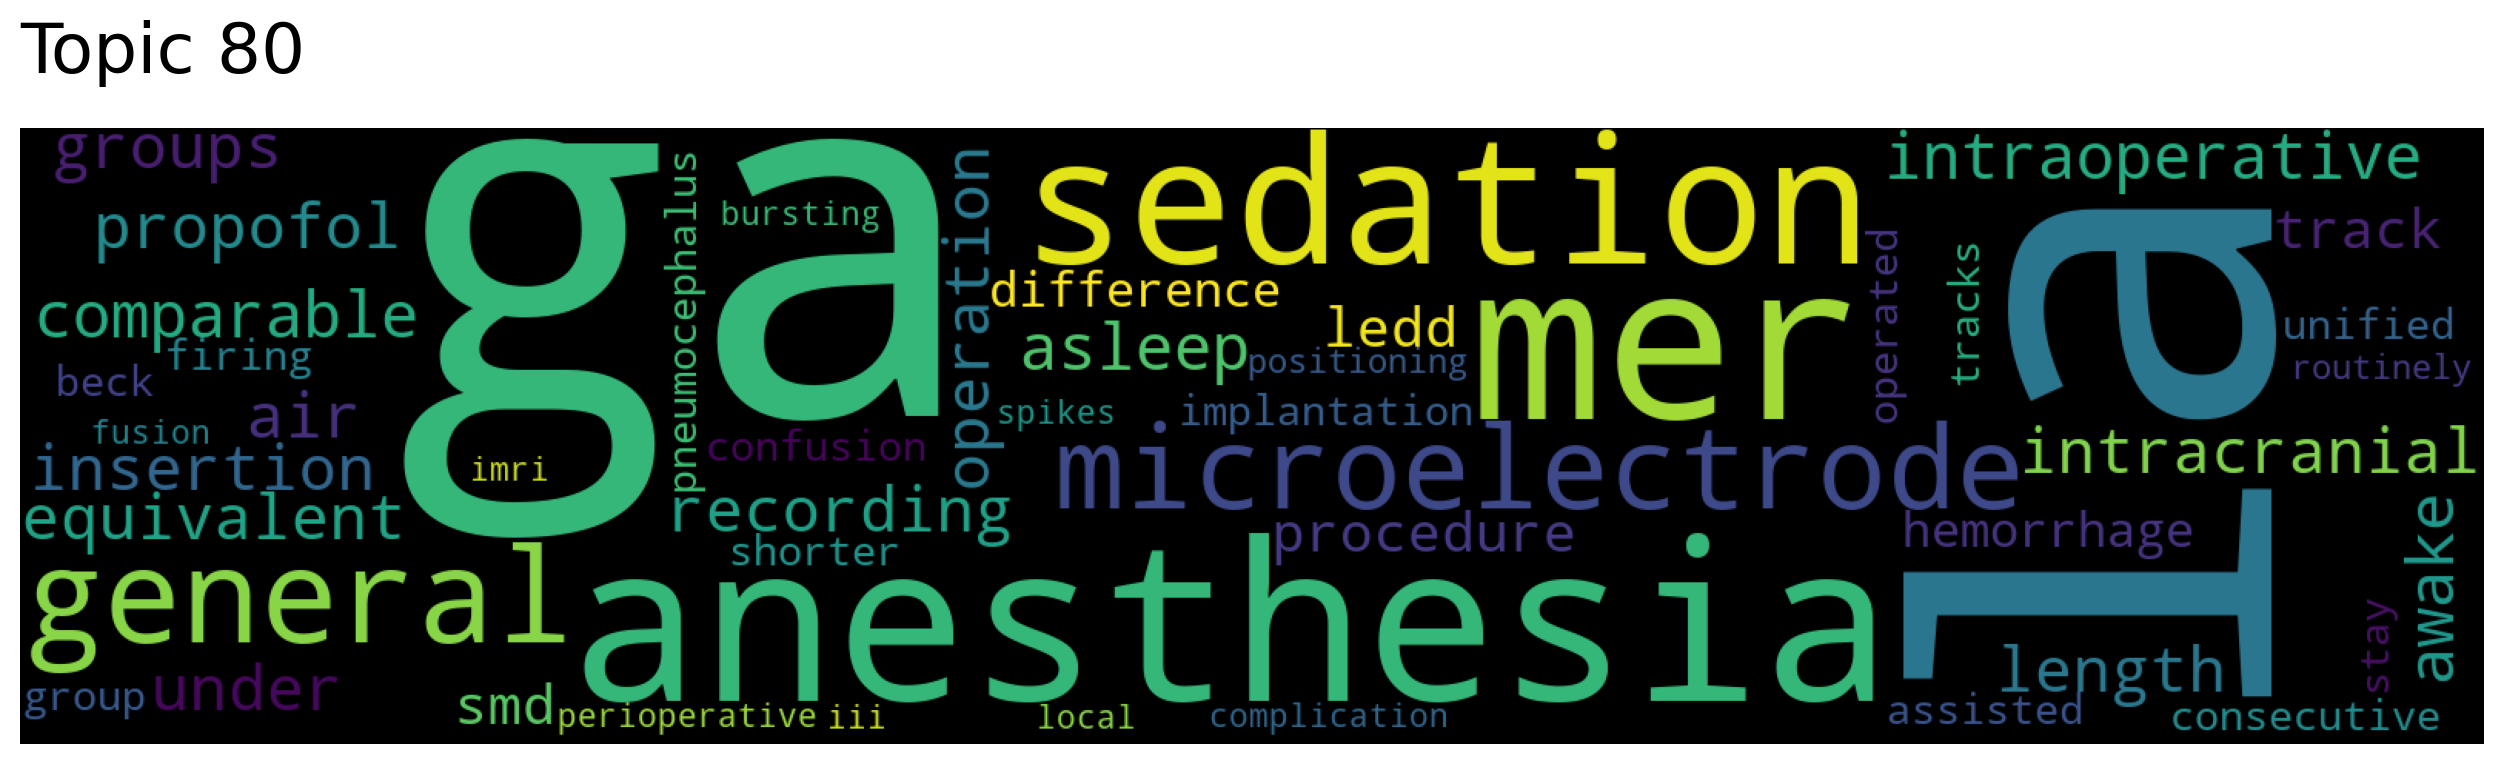 Topic 80
groups
ga
sedation
intraoperative
propofol
pneumocephalus
bursting
operation
la
track
operated
tracks
difference
comparable
asleep
ledd
mer
unified
firing
positioning
routinely
beck
air
spikes
implantation
fusion
confusion
microelectrode
intracranial
insertion
imri
equivalent
recording
procedure
hemorrhage
awake
shorter
general
anesthesia
length
stay
under
group
smd
perioperative
iii
local
complication
assisted
consecutive